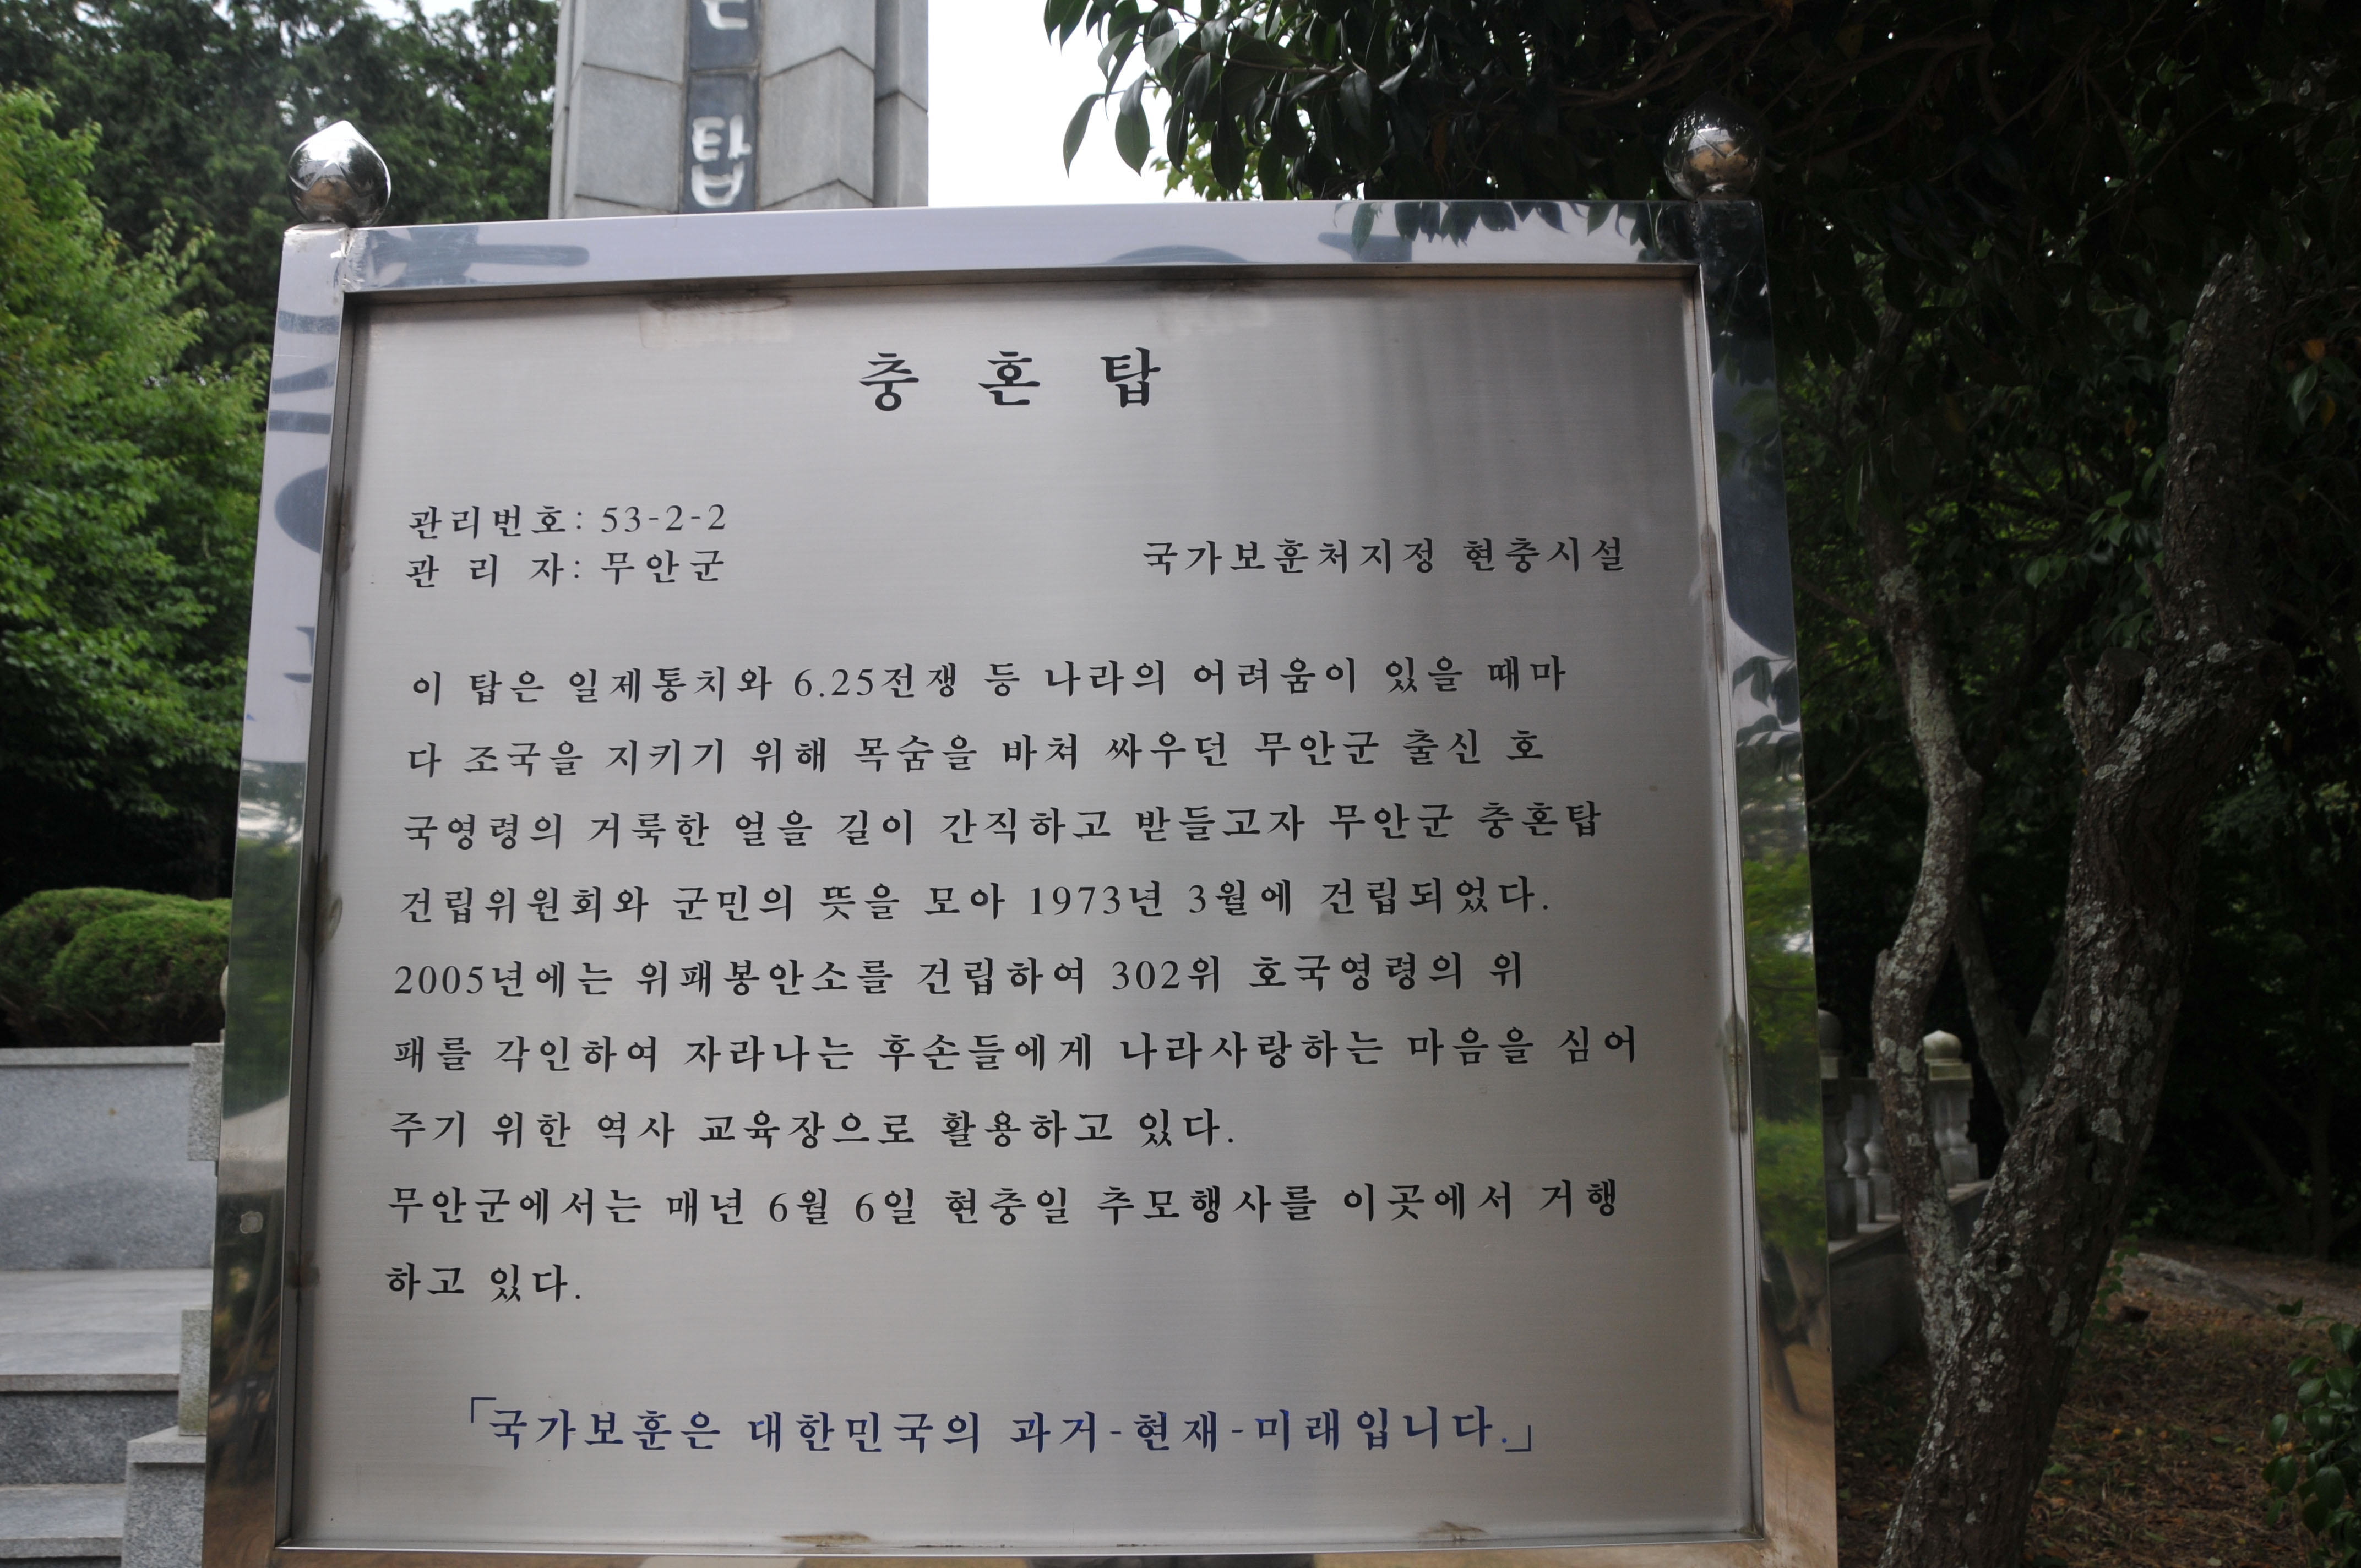 탑
충 혼 탑
관리번호: 53-2-2
관 리 자: 무안군
국가보훈처지정 현충시설
이 탑은 일제통치와 6.25전쟁 등 나라의 어려움이 있을 때마
다 조국을 지키기 위해 목숨을 바쳐 싸우던 무안군 출신 호
국영령의 거룩한 얼을 길이 간직하고 받들고자 무안군 충혼탑
건립위원회와 군민의 뜻을 모아 1973년 3월에 건립되었다.
2005년에는 위패봉안소를 건립하여 302위 호국영령의 위
패를 각인하여 자라나는 후손들에게 나라사랑하는 마음을 심어
주기 위한 역사 교육장으로 활용하고 있다.
무안군에서는 매년 6월 6일 현충일 추모행사를 이곳에서 거행
하고 있다.
「국가보훈은 대한민국의 과거-현재-미래입니다.」